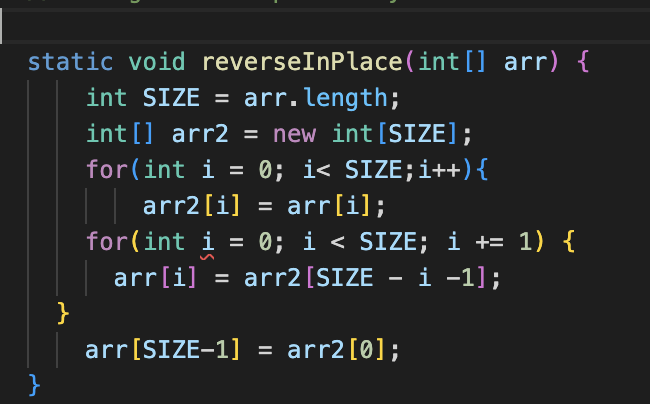 static void reverseInPlace(int[] arr) {
int SIZE = arr.length;
int[] arr2 = new int[SIZE];
for(int i = 0; i< SIZE;i++){
arr2[i] = arr[i];
for(int i = 0; i < SIZE; i += 1) {
arr[i] = arr2[SIZE - i -1];
}
arr[SIZE-1] = arr2[0];
}